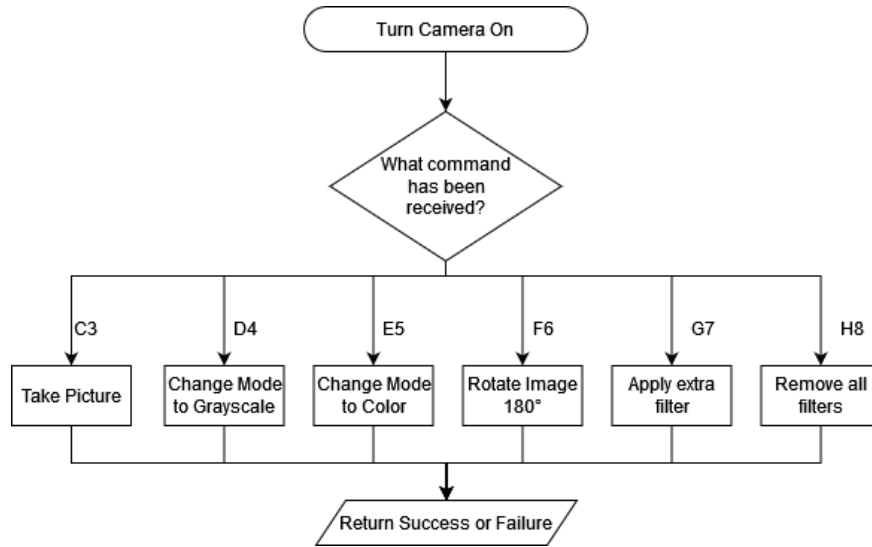 Turn Camera On
What command
has been
received?
C3
D4
E5
F6
G7
H8
Take Picture
Change Mode
to Grayscale
Change Mode
to Color
Rotate Image
180°
Apply extra
filter
Remove all
filters
Return Success or Failure